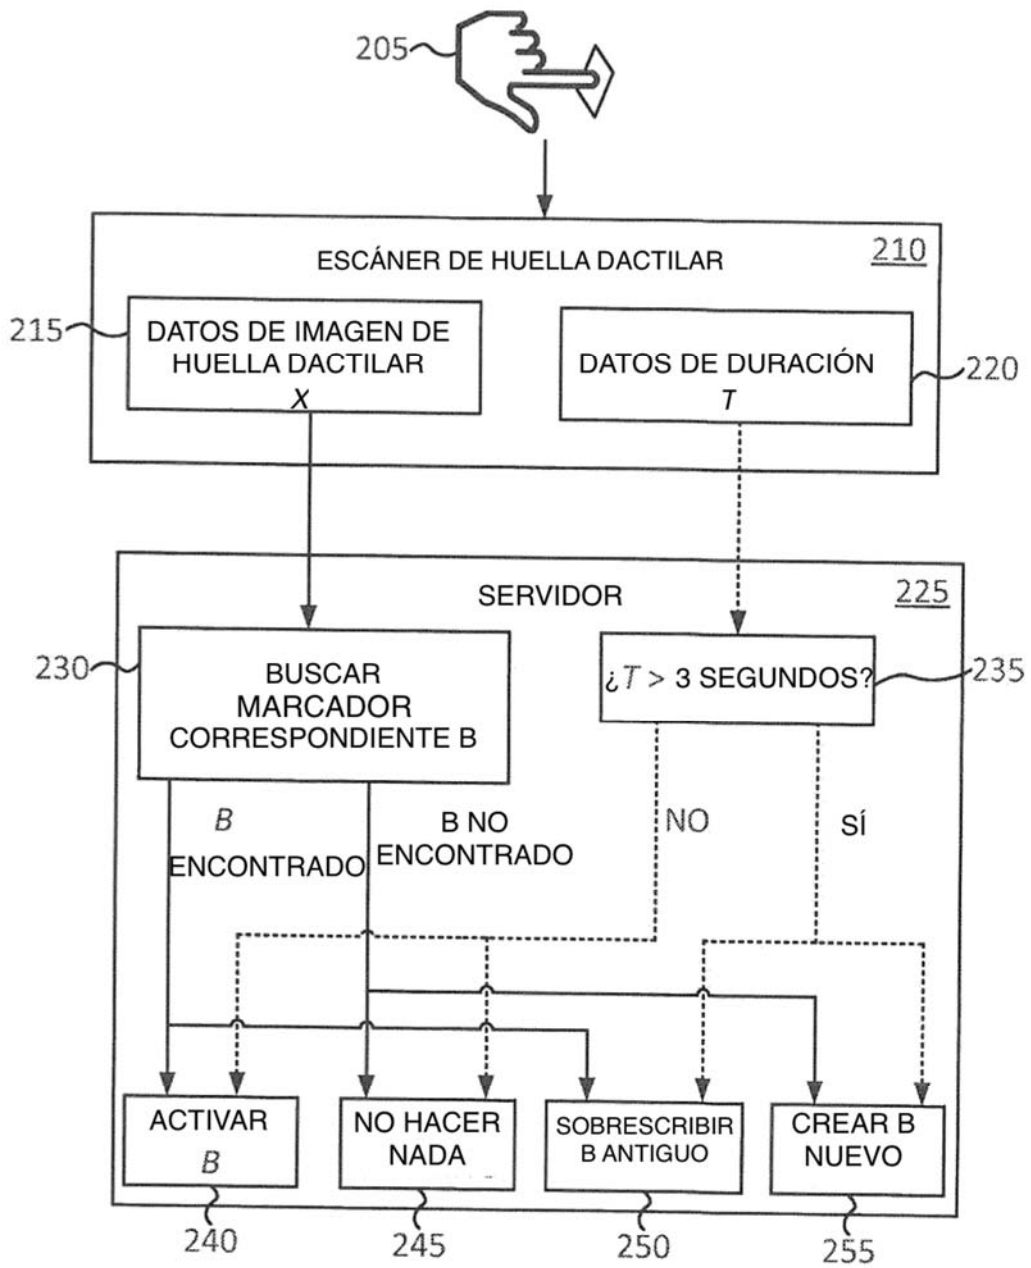 205
ESCÁNER DE HUELLA DACTILAR
210
215
DATOS DE IMAGEN DE
HUELLA DACTILAR
X
DATOS DE DURACIÓN
T
220
SERVIDOR
225
230
BUSCAR
MARCADOR
CORRESPONDIENTE B
¿T > 3 SEGUNDOS?
235
B
ENCONTRADO
B NO
ENCONTRADO
NO
SÍ
ACTIVAR
B
NO HACER
NADA
SOBRESCRIBIR
B ANTIGUO
CREAR B
NUEVO
240
245
250
255